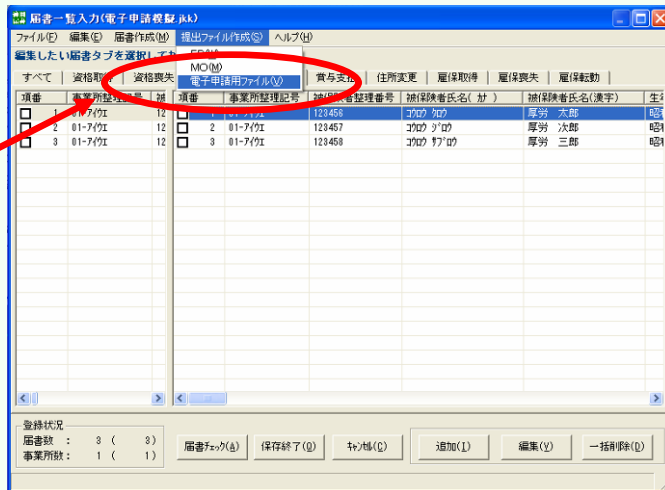 届書一覧入力(電子申請模擬.jkk)
ファイル(F) 編集(E) 届書作成(M) 提出ファイル作成(S) ヘルプ(H)
編集したい届書タブを選択して
MO(M)
電子申請用ファイル(V)
すべて 資格取得 資格喪失 賞与支払 住所変更 雇保取得 雇保喪失 雇保転勤
項番 事業所整理記号 被 項番 事業所整理記号 被保険者整理番号 被保険者氏名(カナ) 被保険者氏名(漢字) 生年
1 01-アイウエ 12 1 01-アイウエ 123456 コウロウ タロウ 厚労 太郎 昭和
2 01-アイウエ 12 2 01-アイウエ 123457 コウロウ ジロウ 厚労 次郎 昭和
3 01-アイウエ 12 3 01-アイウエ 123458 コウロウ サブロウ 厚労 三郎 昭和
登録状況
届書数 : 3 ( 3)
事業所数 : 1 ( 1)
届書チェック(A) 保存終了(O) キャンセル(C) 追加(I) 編集(Y) 一括削除(D)